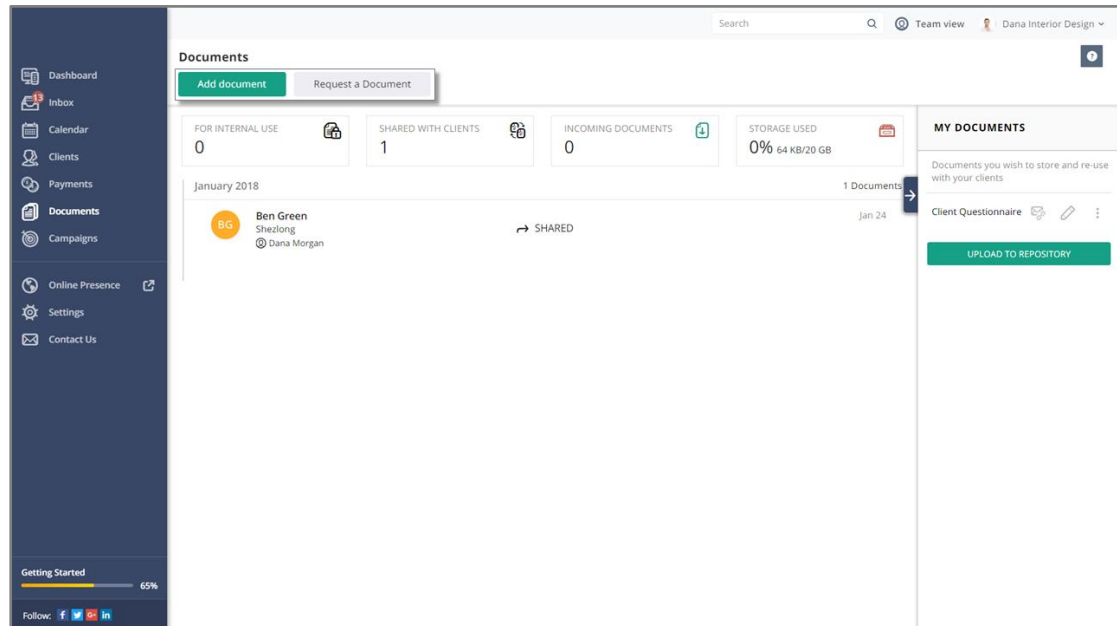 Search
Team view
Dana Interior Design
Documents
Add document
Request a Document
Dashboard
13
Inbox
Calendar
Clients
Payments
Documents
Campaigns
Online Presence
Settings
Contact Us
Getting Started
65%
Follow:
FOR INTERNAL USE
0
SHARED WITH CLIENTS
1
INCOMING DOCUMENTS
0
STORAGE USED
0% 64 KB/20 GB
January 2018
1 Documents
BG
Ben Green
Shezlong
Dana Morgan
SHARED
Jan 24
MY DOCUMENTS
Documents you wish to store and re-use
with your clients
Client Questionnaire
UPLOAD TO REPOSITORY